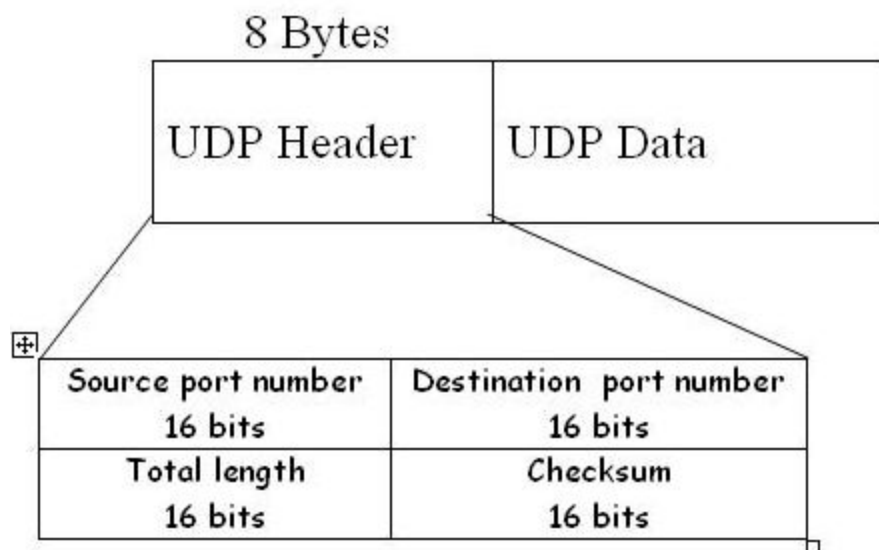 8 Bytes
UDP Header
UDP Data
Source port number
16 bits
Destination port number
16 bits
Total length
16 bits
Checksum
16 bits